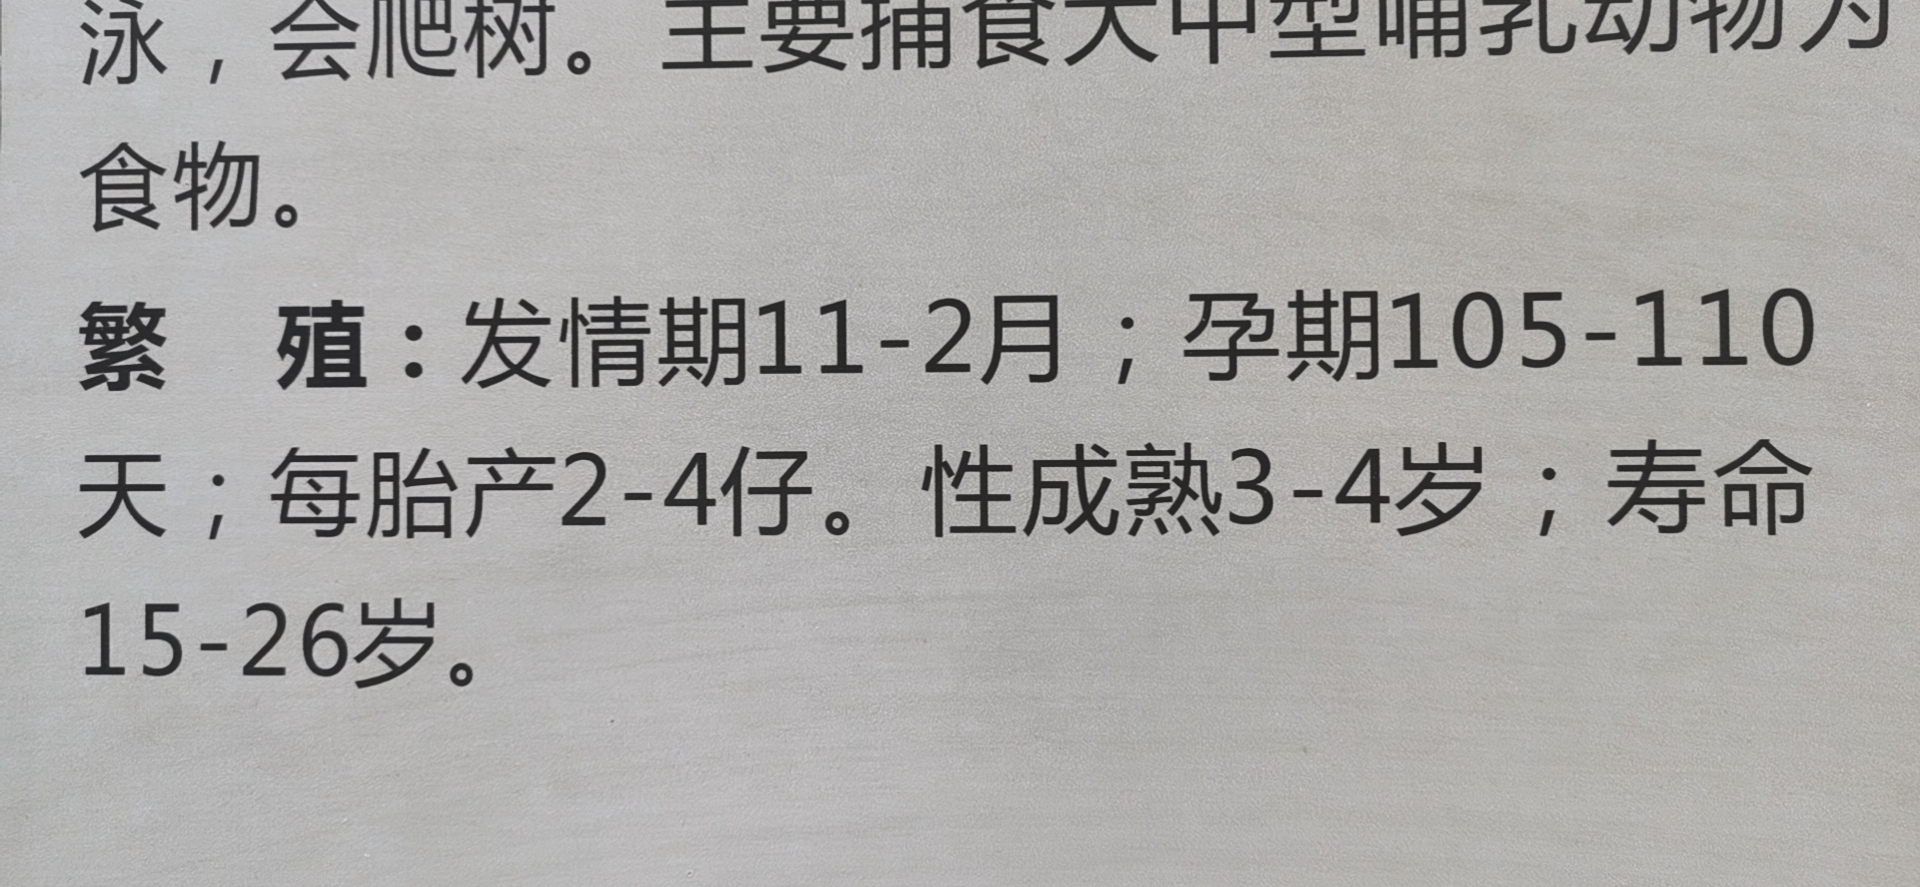 泳，会爬树。主要捕食大中型哺乳动物为
食物。
繁　殖：发情期11-2月；孕期105-110
天；每胎产2-4仔。性成熟3-4岁；寿命
15-26岁。